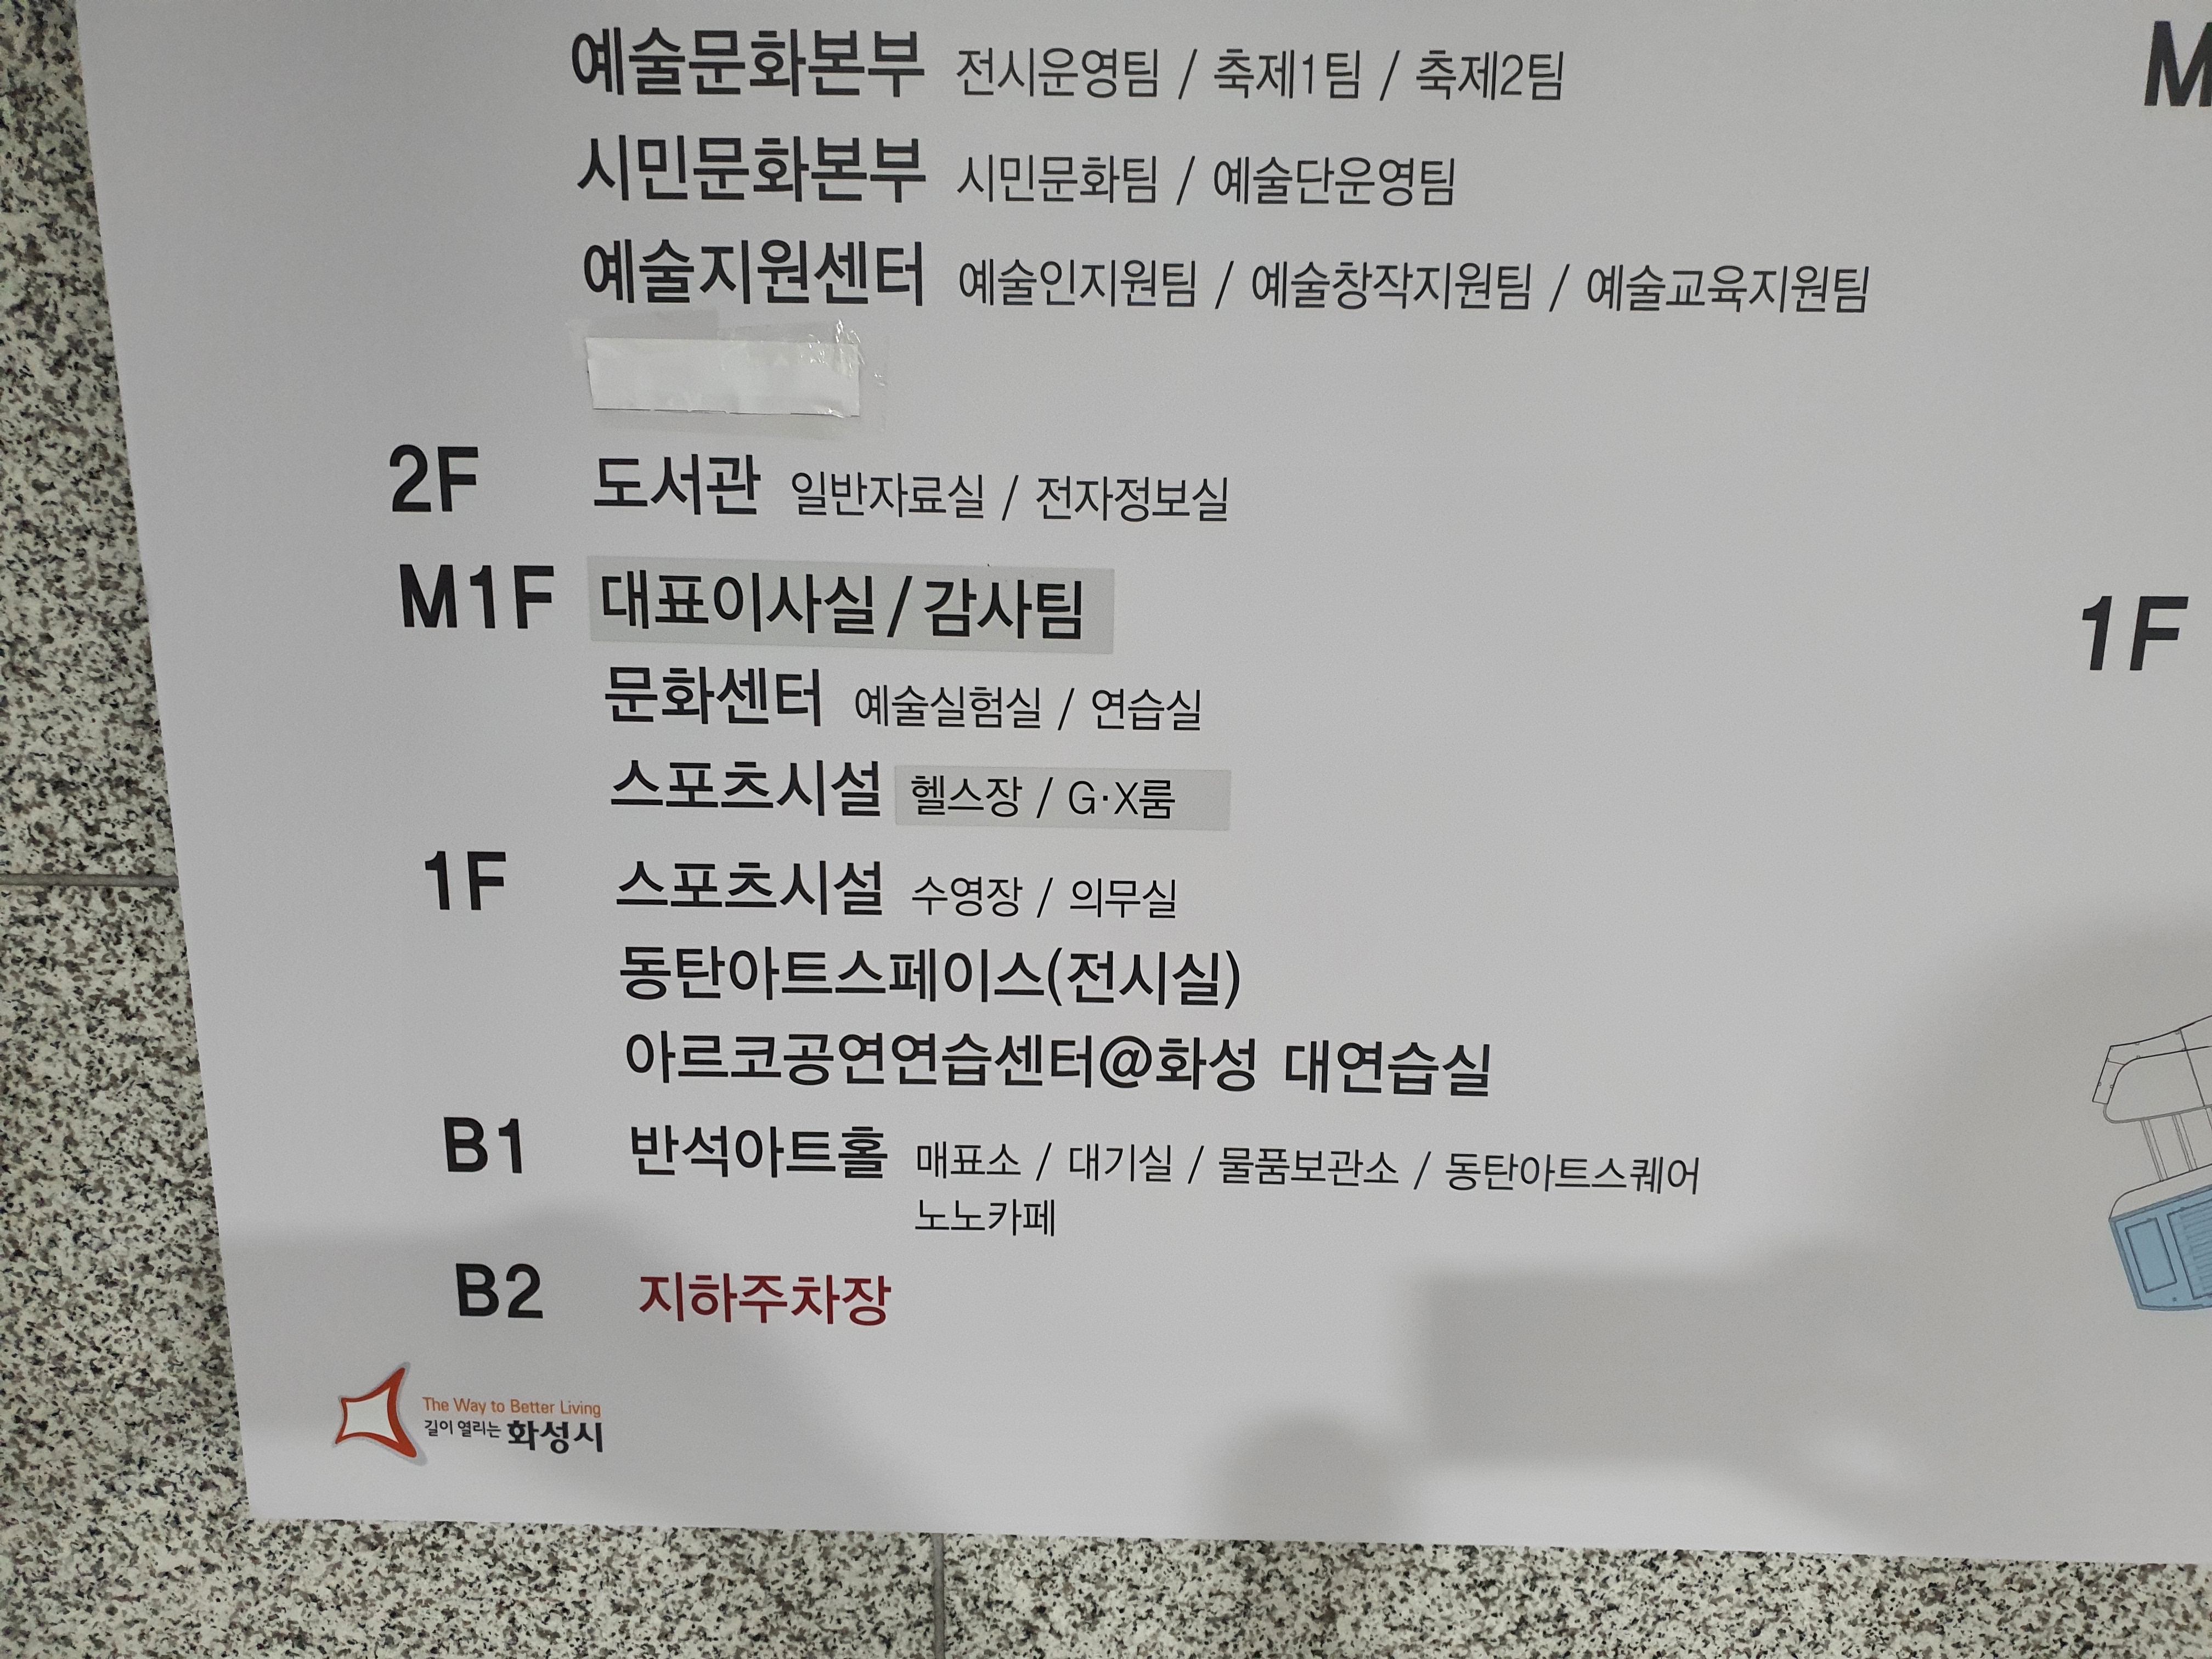 예술문화본부 전시운영팀 / 축제1팀 / 축제2팀
시민문화본부 시민문화팀 / 예술단운영팀
예술지원센터 예술인지원팀 / 예술창작지원팀 / 예술교육지원팀
2F 도서관 일반자료실 / 전자정보실
M1F 대표이사실/감사팀
문화센터 예술실험실 / 연습실
스포츠시설 헬스장 / G·X룸
1F 스포츠시설 수영장 / 의무실
동탄아트스페이스(전시실)
아르코공연연습센터@화성 대연습실
B1 반석아트홀 매표소 / 대기실 / 물품보관소 / 동탄아트스퀘어
노노카페
B2 지하주차장
The Way to Better Living
길이 열리는 화성시
M
1F